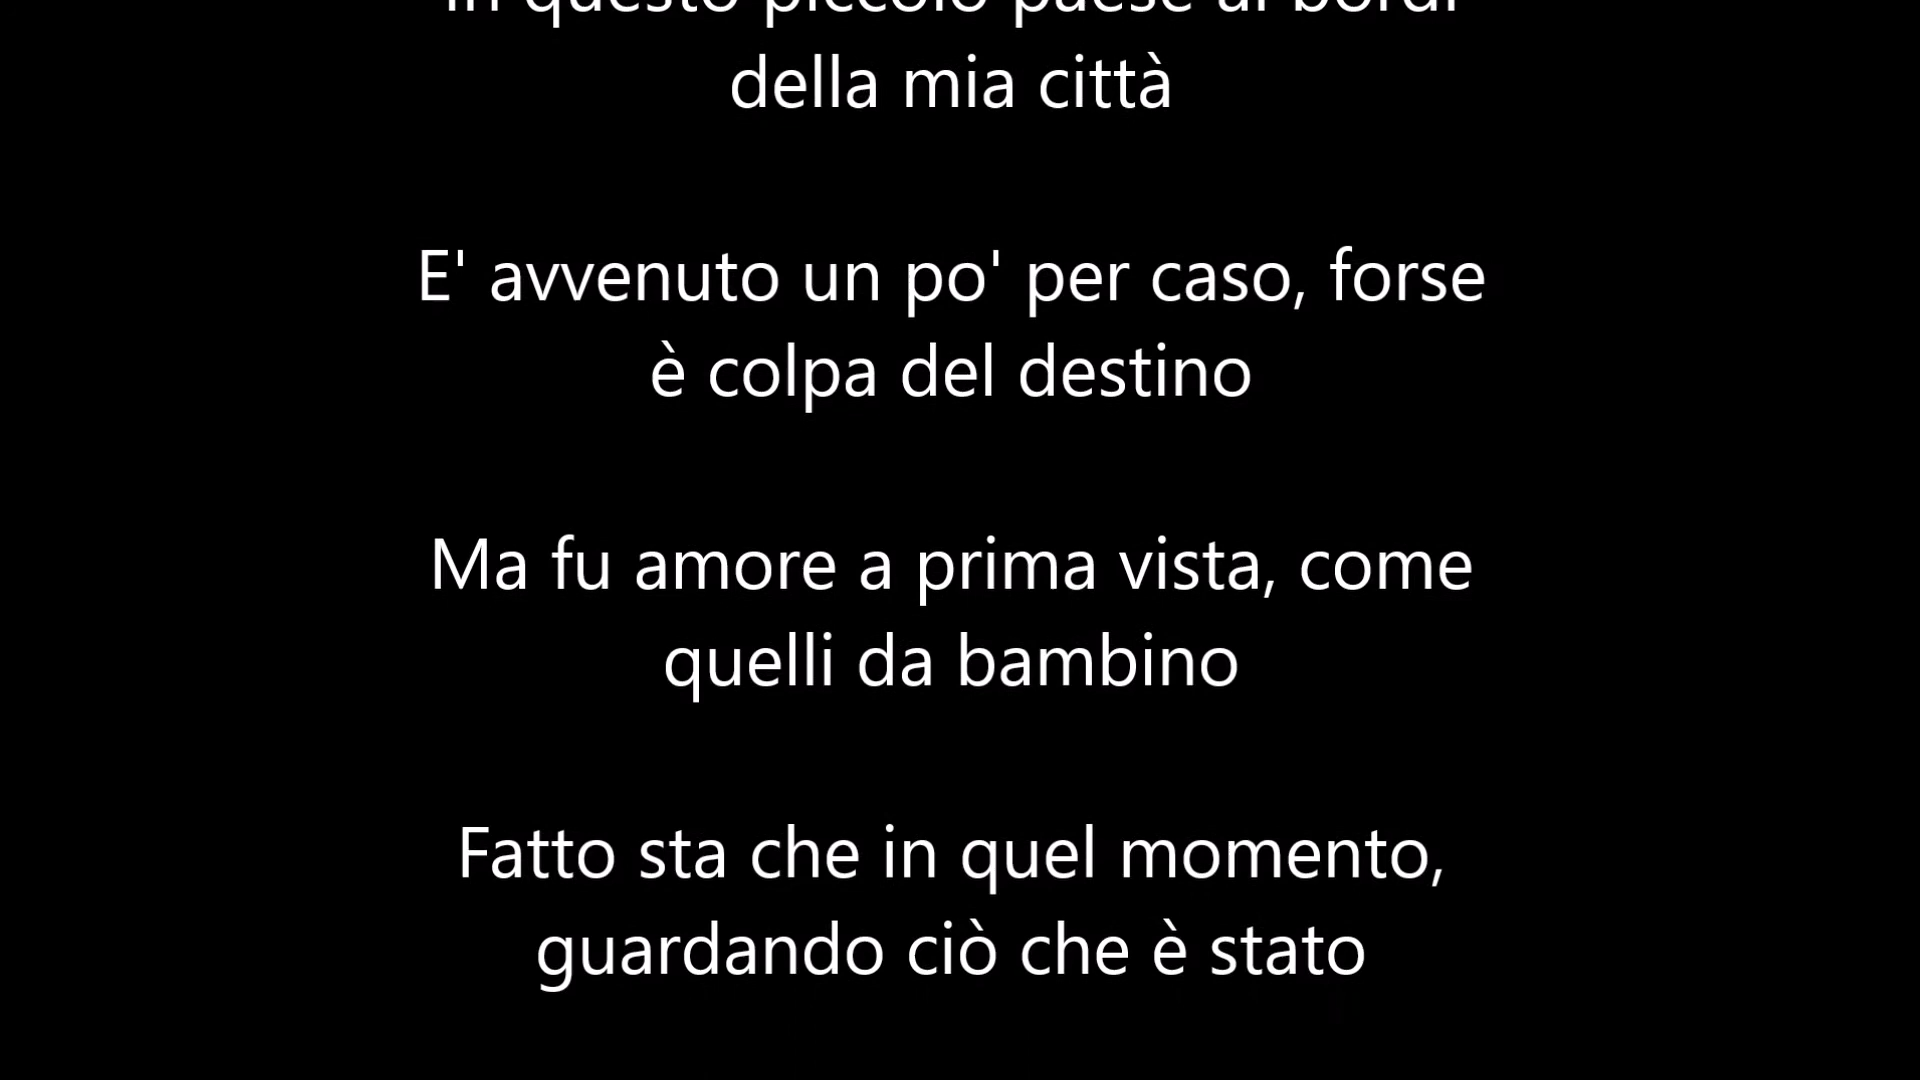 in questo piccolo paese ai bordi
della mia città
E' avvenuto un po' per caso, forse
è colpa del destino
Ma fu amore a prima vista, come
quelli da bambino
Fatto sta che in quel momento,
guardando ciò che è stato